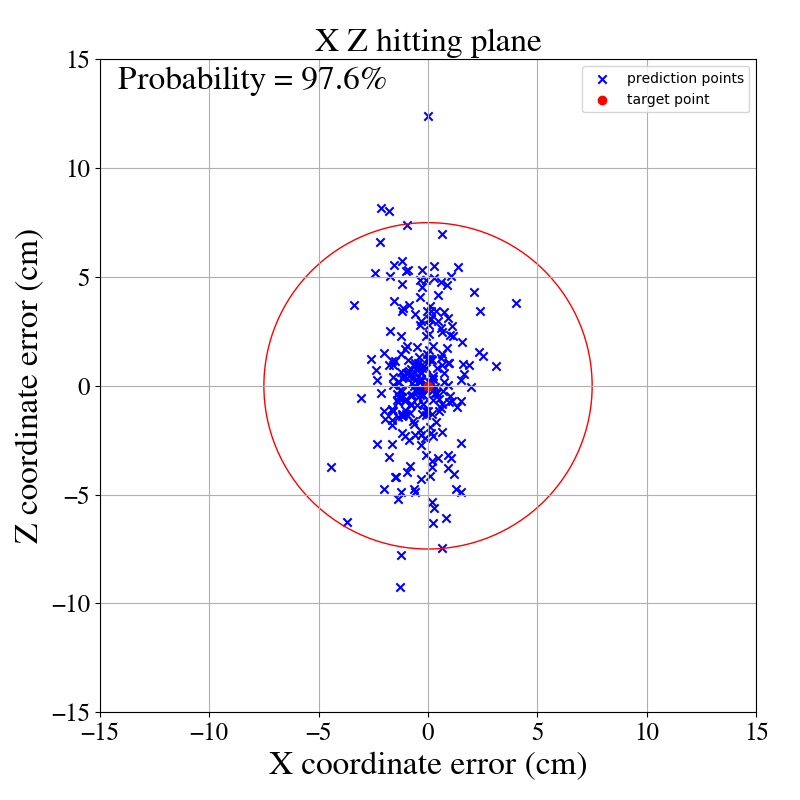 X Z hitting plane
Probability = 97.6%
prediction points
target point
15
10
5
0
−5
−10
−15
Z coordinate error (cm)
−15 −10 −5 0 5 10 15
X coordinate error (cm)